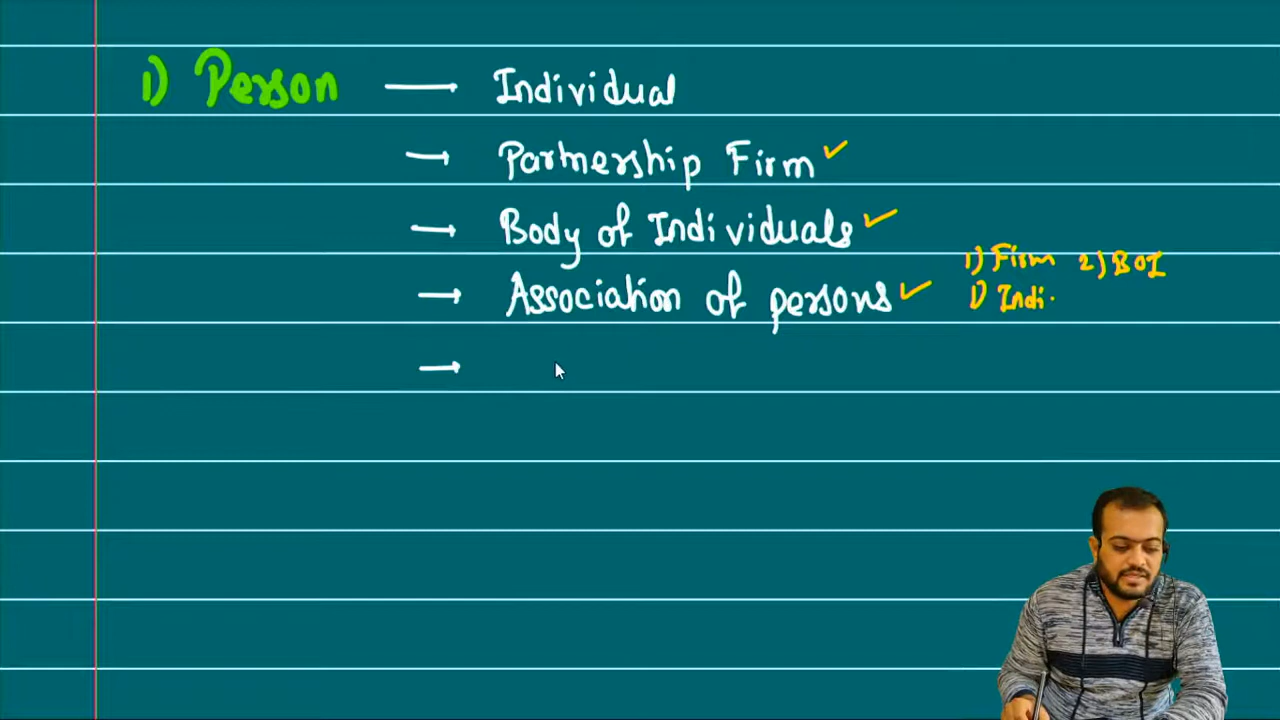 1) Person → Individual
→ Partnership Firm ✓
→ Body of Individuals ✓
1) Firm 2) BOI
→ Association of persons ✓ 1) Indi.
→